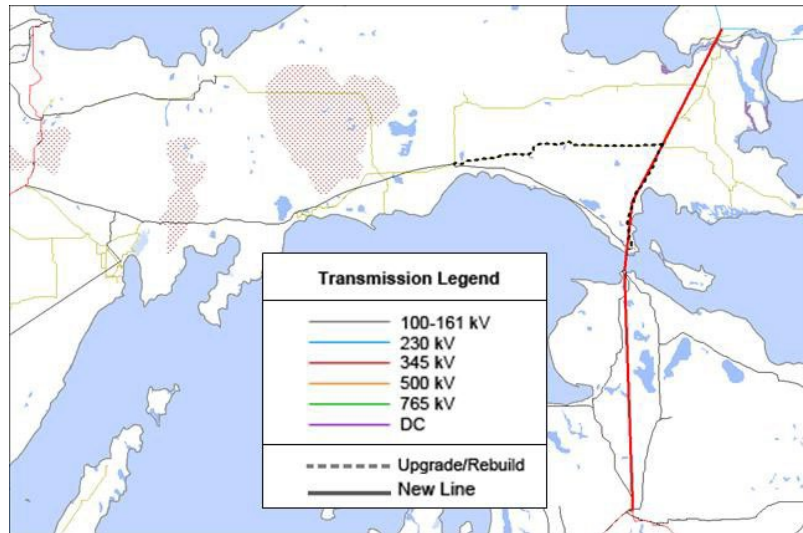 Transmission Legend
100-161 kV
230 kV
345 kV
500 kV
765 kV
DC
Upgrade/Rebuild
New Line